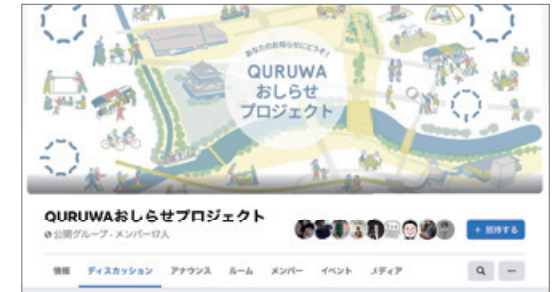 あなたのお知らせにどうぞ！
QURUWA
おしらせ
プロジェクト
QURUWAおしらせプロジェクト
公開グループ・メンバー17人
+ 招待する
情報 ディスカッション アナウンス ルーム メンバー イベント メディア